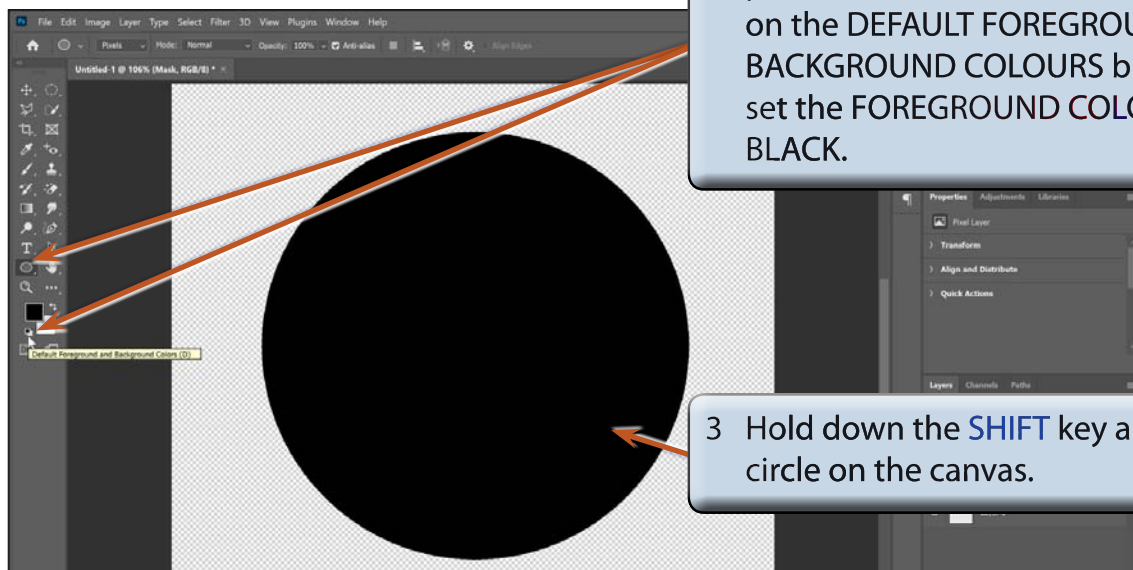 File Edit Image Layer Type Select Filter 3D View Plugins Window Help
Pixels Mode: Normal Opacity: 100% Anti-alias Align Edges
Untitled-1 @ 106% (Mask, RGB/8) * ×
on the DEFAULT FOREGROU
BACKGROUND COLOURS b
set the FOREGROUND COLO
BLACK.
Properties Adjustments Libraries
Pixel Layer
Transform
Align and Distribute
Quick Actions
T
Default Foreground and Background Colors (D)
Layers Channels Paths
3 Hold down the SHIFT key a
circle on the canvas.